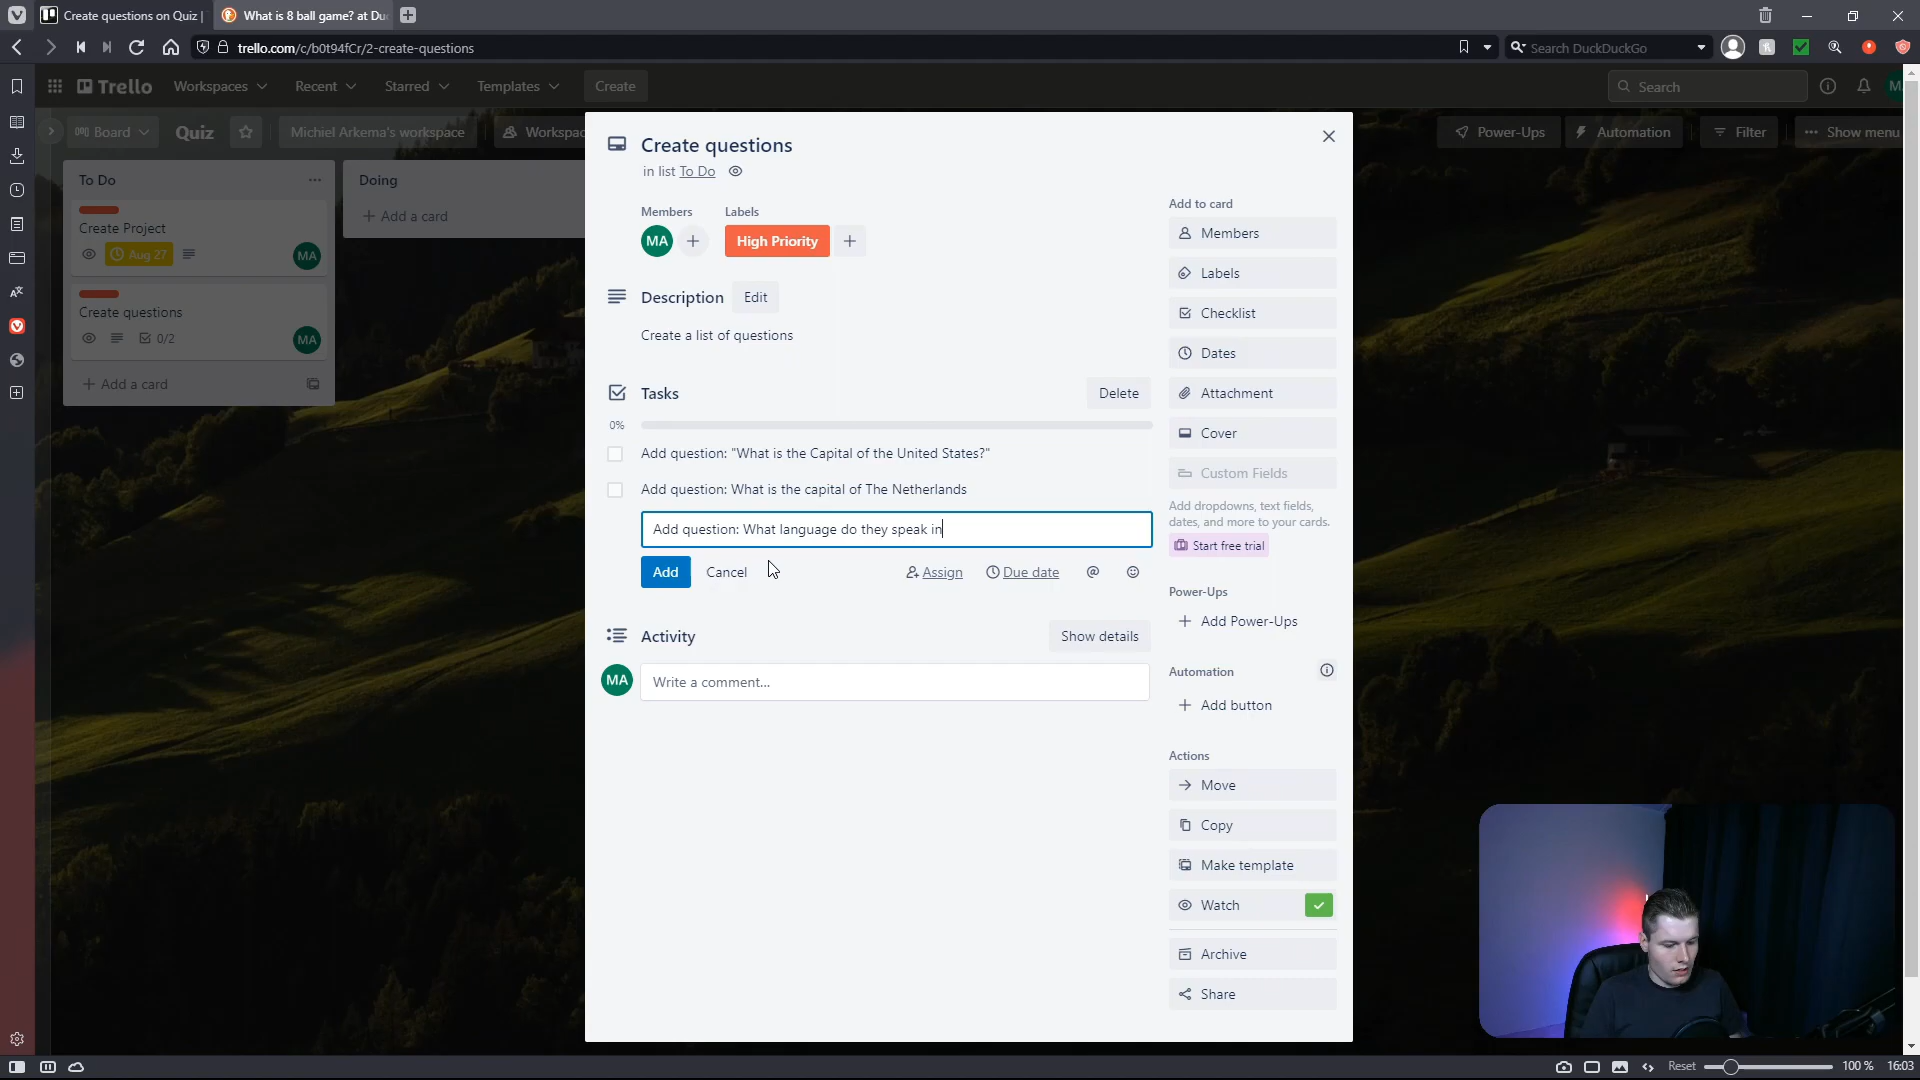 Create questions on Quiz |
What is 8 ball game? at Du
trello.com/c/b0t94fCr/2-create-questions
Search DuckDuckGo
Trello
Workspaces
Recent
Starred
Templates
Create
Search
Board
Quiz
Michiel Arkema's workspace
Workspac
Power-Ups
Automation
Filter
Show menu
To Do
Create Project
Aug 27
MA
Create questions
0/2
MA
+ Add a card
Doing
+ Add a card
Create questions
in list To Do
Members
Labels
MA
High Priority
Description
Edit
Create a list of questions
Tasks
Delete
0%
Add question: "What is the Capital of the United States?"
Add question: What is the capital of The Netherlands
Add question: What language do they speak in
Add
Cancel
Assign
Due date
@
Activity
Show details
MA
Write a comment...
Add to card
Members
Labels
Checklist
Dates
Attachment
Cover
Custom Fields
Add dropdowns, text fields,
dates, and more to your cards.
Start free trial
Power-Ups
+ Add Power-Ups
Automation
+ Add button
Actions
Move
Copy
Make template
Watch
Archive
Share
Reset
100 %
16:03